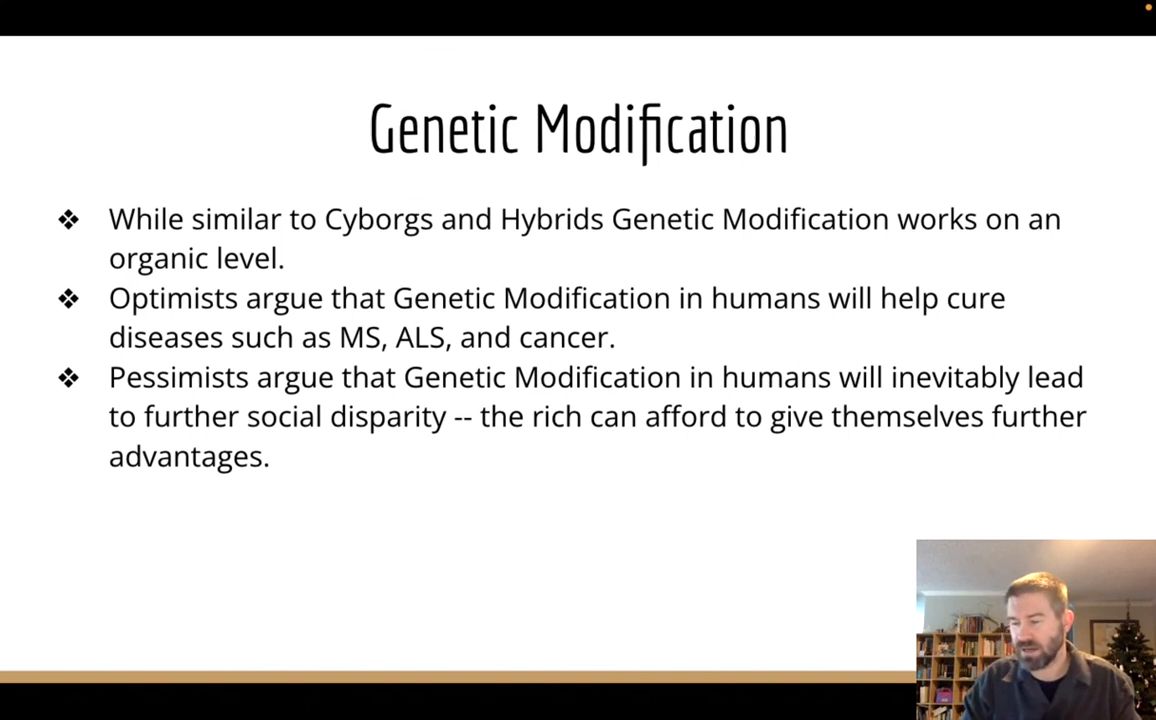 Genetic Modification
❖ While similar to Cyborgs and Hybrids Genetic Modification works on an
organic level.
❖ Optimists argue that Genetic Modification in humans will help cure
diseases such as MS, ALS, and cancer.
❖ Pessimists argue that Genetic Modification in humans will inevitably lead
to further social disparity -- the rich can afford to give themselves further
advantages.